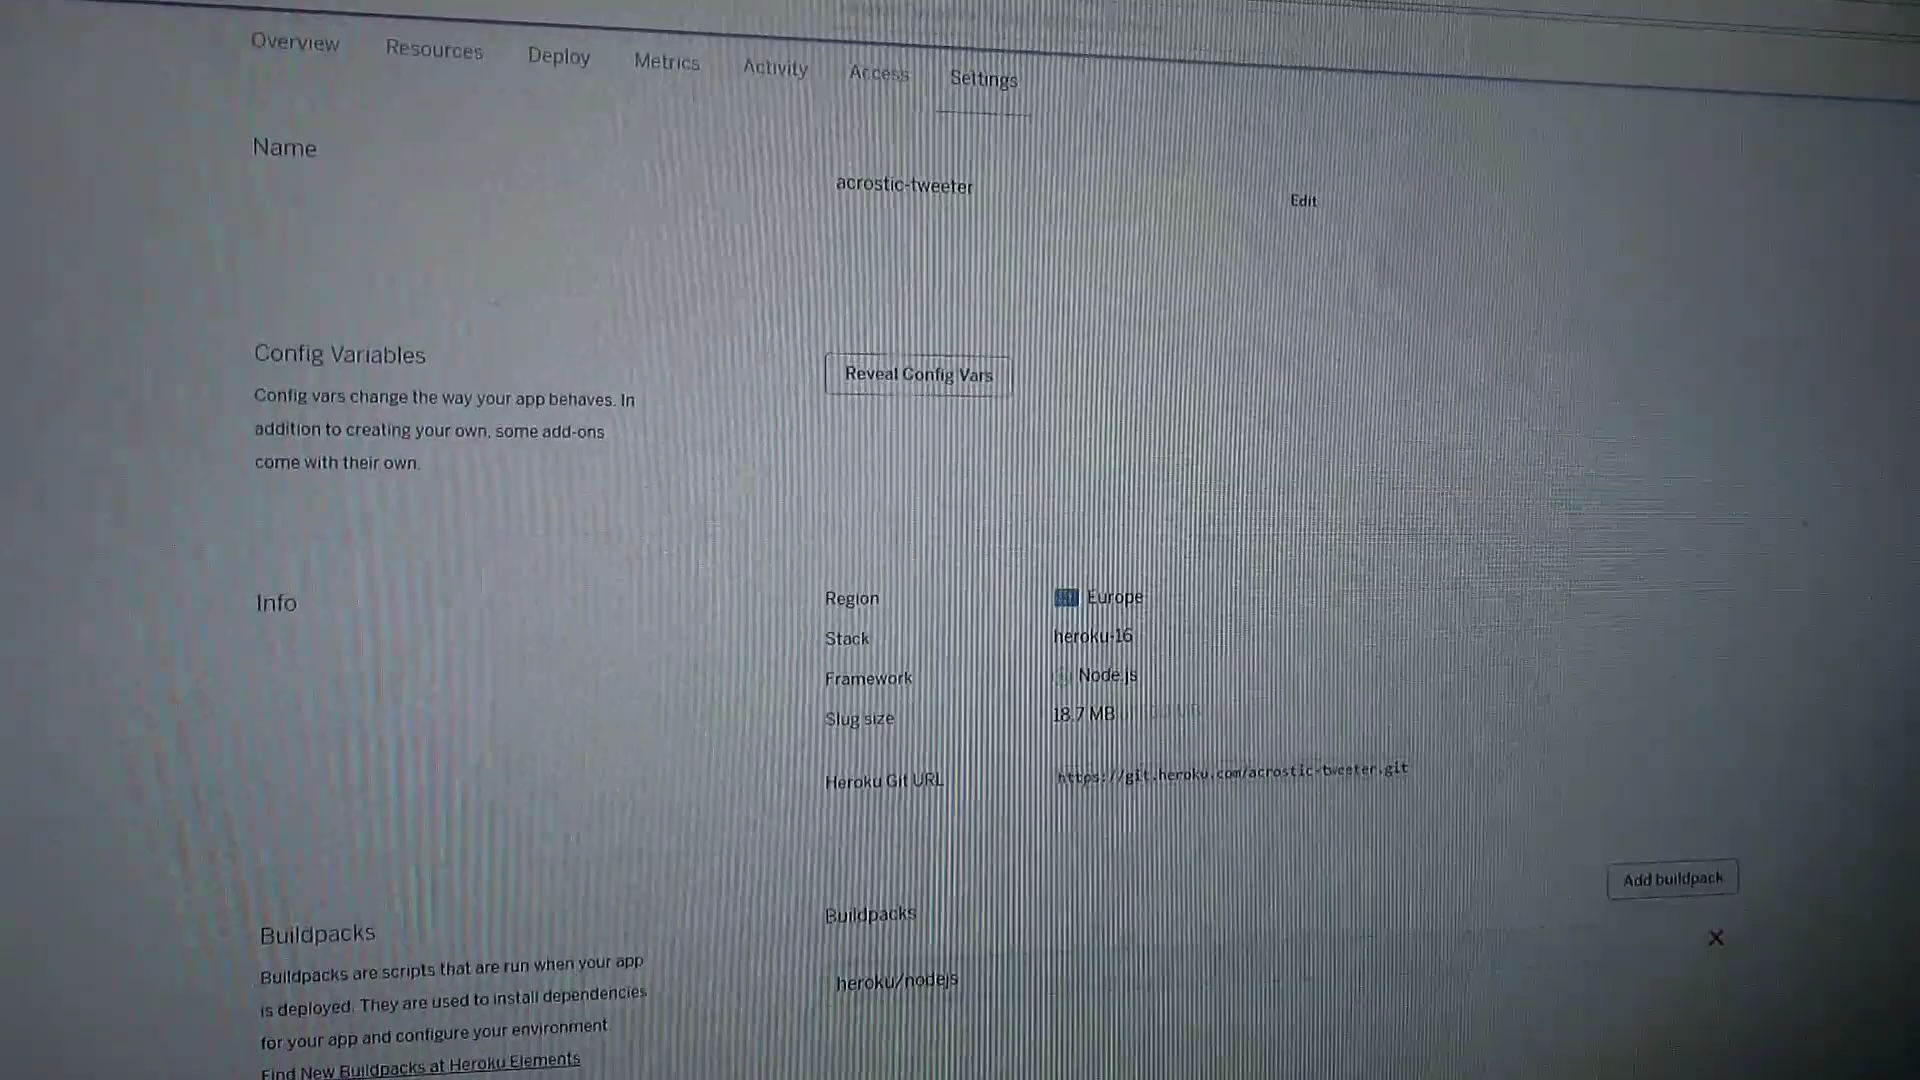 Overview Resources Deploy Metrics Activity Access Settings
Name
acrostic-tweeter
Edit
Config Variables
Reveal Config Vars
Config vars change the way your app behaves. In
addition to creating your own, some add-ons
come with their own.
Info
Region Europe
Stack heroku-16
Framework Node.js
Slug size 18.7 MB
Heroku Git URL https://git.heroku.com/acrostic-tweeter.git
Add buildpack
Buildpacks
Buildpacks
Buildpacks are scripts that are run when your app
is deployed. They are used to install dependencies
for your app and configure your environment.
Find New Buildpacks at Heroku Elements
heroku/nodejs